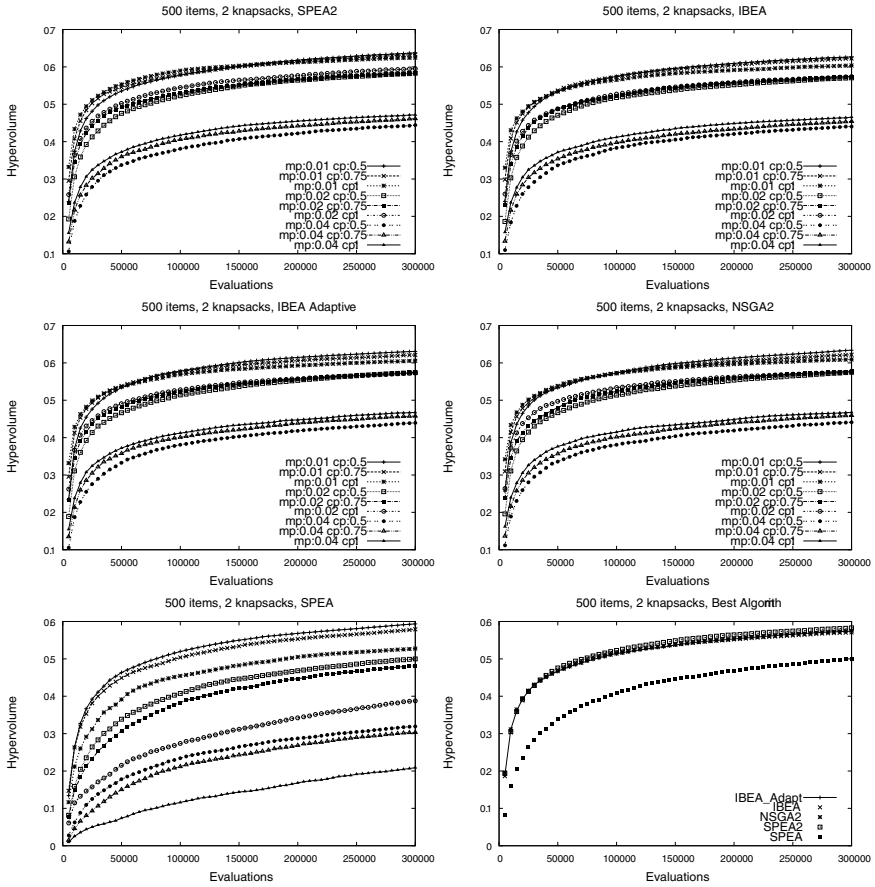 500 items, 2 knapsacks, SPEA2
0.7
0.6
0.5
0.4
0.3
0.2
0.1
Hypervolume
mp:0.01 cp:0.5
mp:0.01 cp:0.75
mp:0.01 cp1
mp:0.02 cp:0.5
mp:0.02 cp:0.75
mp:0.02 cp1
mp:0.04 cp:0.5
mp:0.04 cp:0.75
mp:0.04 cp1
0 50000 100000 150000 200000 250000 300000
Evaluations
500 items, 2 knapsacks, IBEA
0.7
0.6
0.5
0.4
0.3
0.2
0.1
Hypervolume
mp:0.01 cp:0.5
mp:0.01 cp:0.75
mp:0.01 cp1
mp:0.02 cp:0.5
mp:0.02 cp:0.75
mp:0.02 cp1
mp:0.04 cp:0.5
mp:0.04 cp:0.75
mp:0.04 cp1
0 50000 100000 150000 200000 250000 300000
Evaluations
500 items, 2 knapsacks, IBEA Adaptive
0.7
0.6
0.5
0.4
0.3
0.2
0.1
Hypervolume
mp:0.01 cp:0.5
mp:0.01 cp:0.75
mp:0.01 cp1
mp:0.02 cp:0.5
mp:0.02 cp:0.75
mp:0.02 cp1
mp:0.04 cp:0.5
mp:0.04 cp:0.75
mp:0.04 cp1
0 50000 100000 150000 200000 250000 300000
Evaluations
500 items, 2 knapsacks, NSGA2
0.7
0.6
0.5
0.4
0.3
0.2
0.1
Hypervolume
mp:0.01 cp:0.5
mp:0.01 cp:0.75
mp:0.01 cp1
mp:0.02 cp:0.5
mp:0.02 cp:0.75
mp:0.02 cp1
mp:0.04 cp:0.5
mp:0.04 cp:0.75
mp:0.04 cp1
0 50000 100000 150000 200000 250000 300000
Evaluations
500 items, 2 knapsacks, SPEA
0.6
0.5
0.4
0.3
0.2
0.1
0
Hypervolume
0 50000 100000 150000 200000 250000 300000
Evaluations
500 items, 2 knapsacks, Best Algorith
0.6
0.5
0.4
0.3
0.2
0.1
0
Hypervolume
IBEA_Adapt
IBEA
NSGA2
SPEA2
SPEA
0 50000 100000 150000 200000 250000 300000
Evaluations